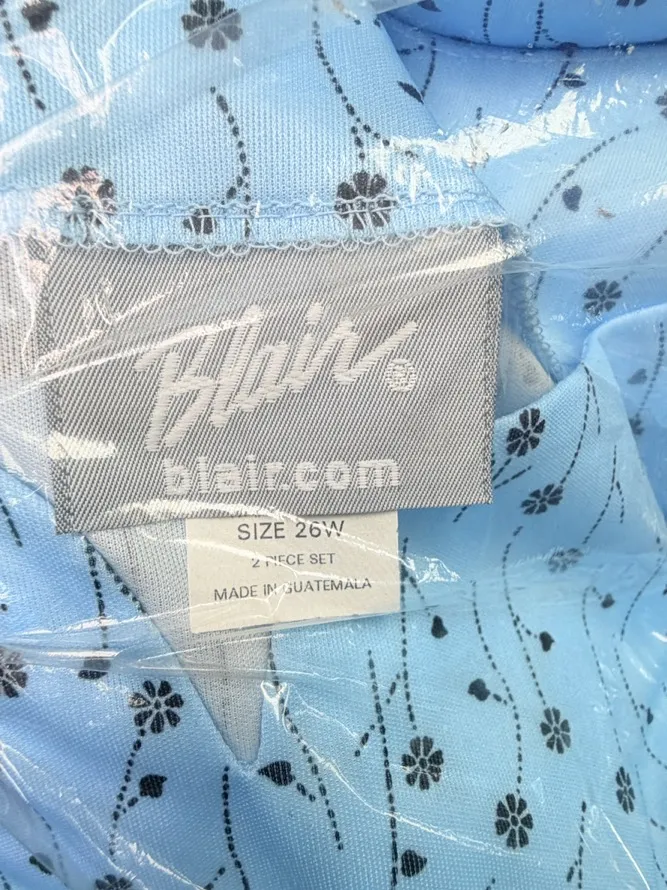 Blair®
blair.com
SIZE 26W
2 PIECE SET
MADE IN GUATEMALA